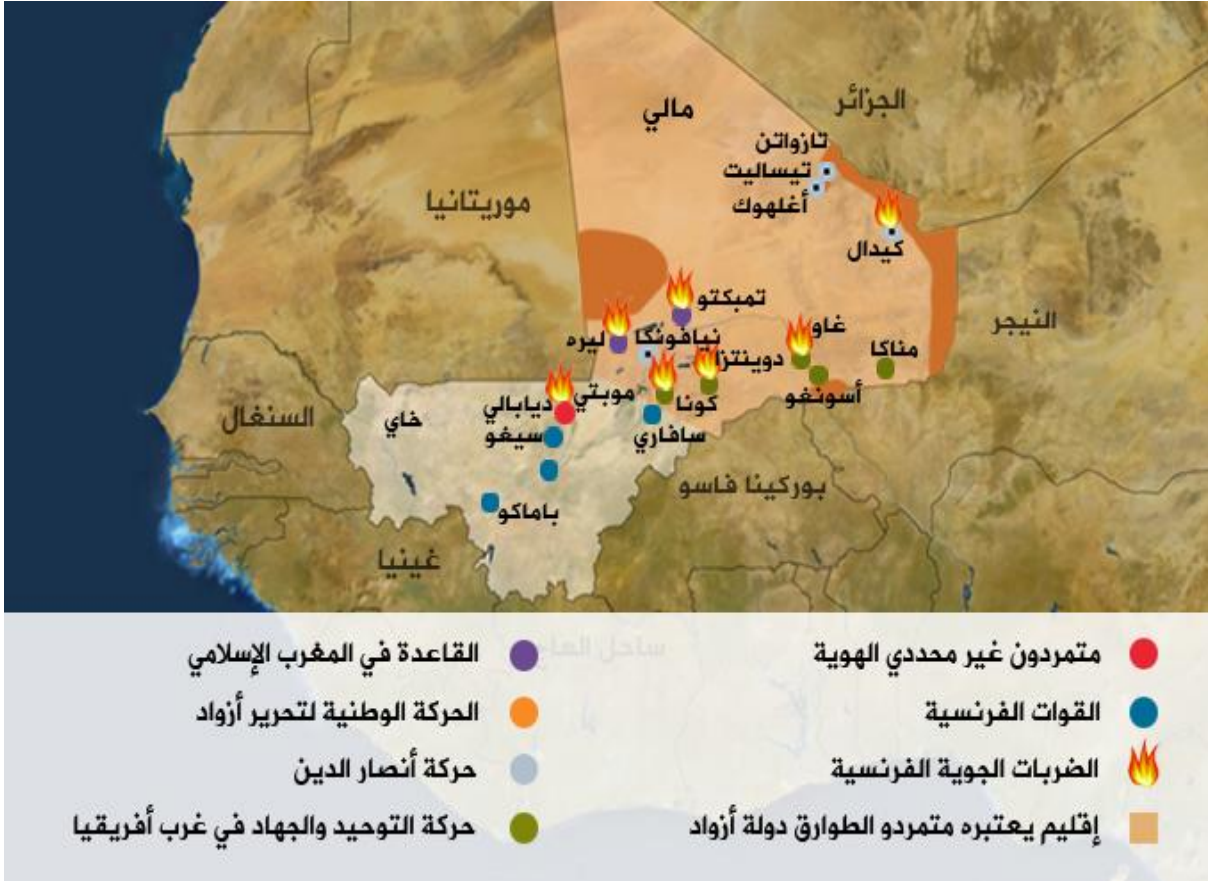 الجزائر
مالي
تازواتن
تيساليت
أغلهوك
موريتانيا
كيدال
تمبكتو
النيجر
غاو
نيافونكا
ليره
مناكا
دوينتزا
أسونغو
موبتي
كونا
ديابالي
السنغال
خاي
سيغو
سافاري
بوركينا فاسو
باماكو
غينيا
ساحل العاج
متمردون غير محددي الهوية
القوات الفرنسية
الضربات الجوية الفرنسية
إقليم يعتبره متمردو الطوارق دولة أزواد
القاعدة في المغرب الإسلامي
الحركة الوطنية لتحرير أزواد
حركة أنصار الدين
حركة التوحيد والجهاد في غرب أفريقيا